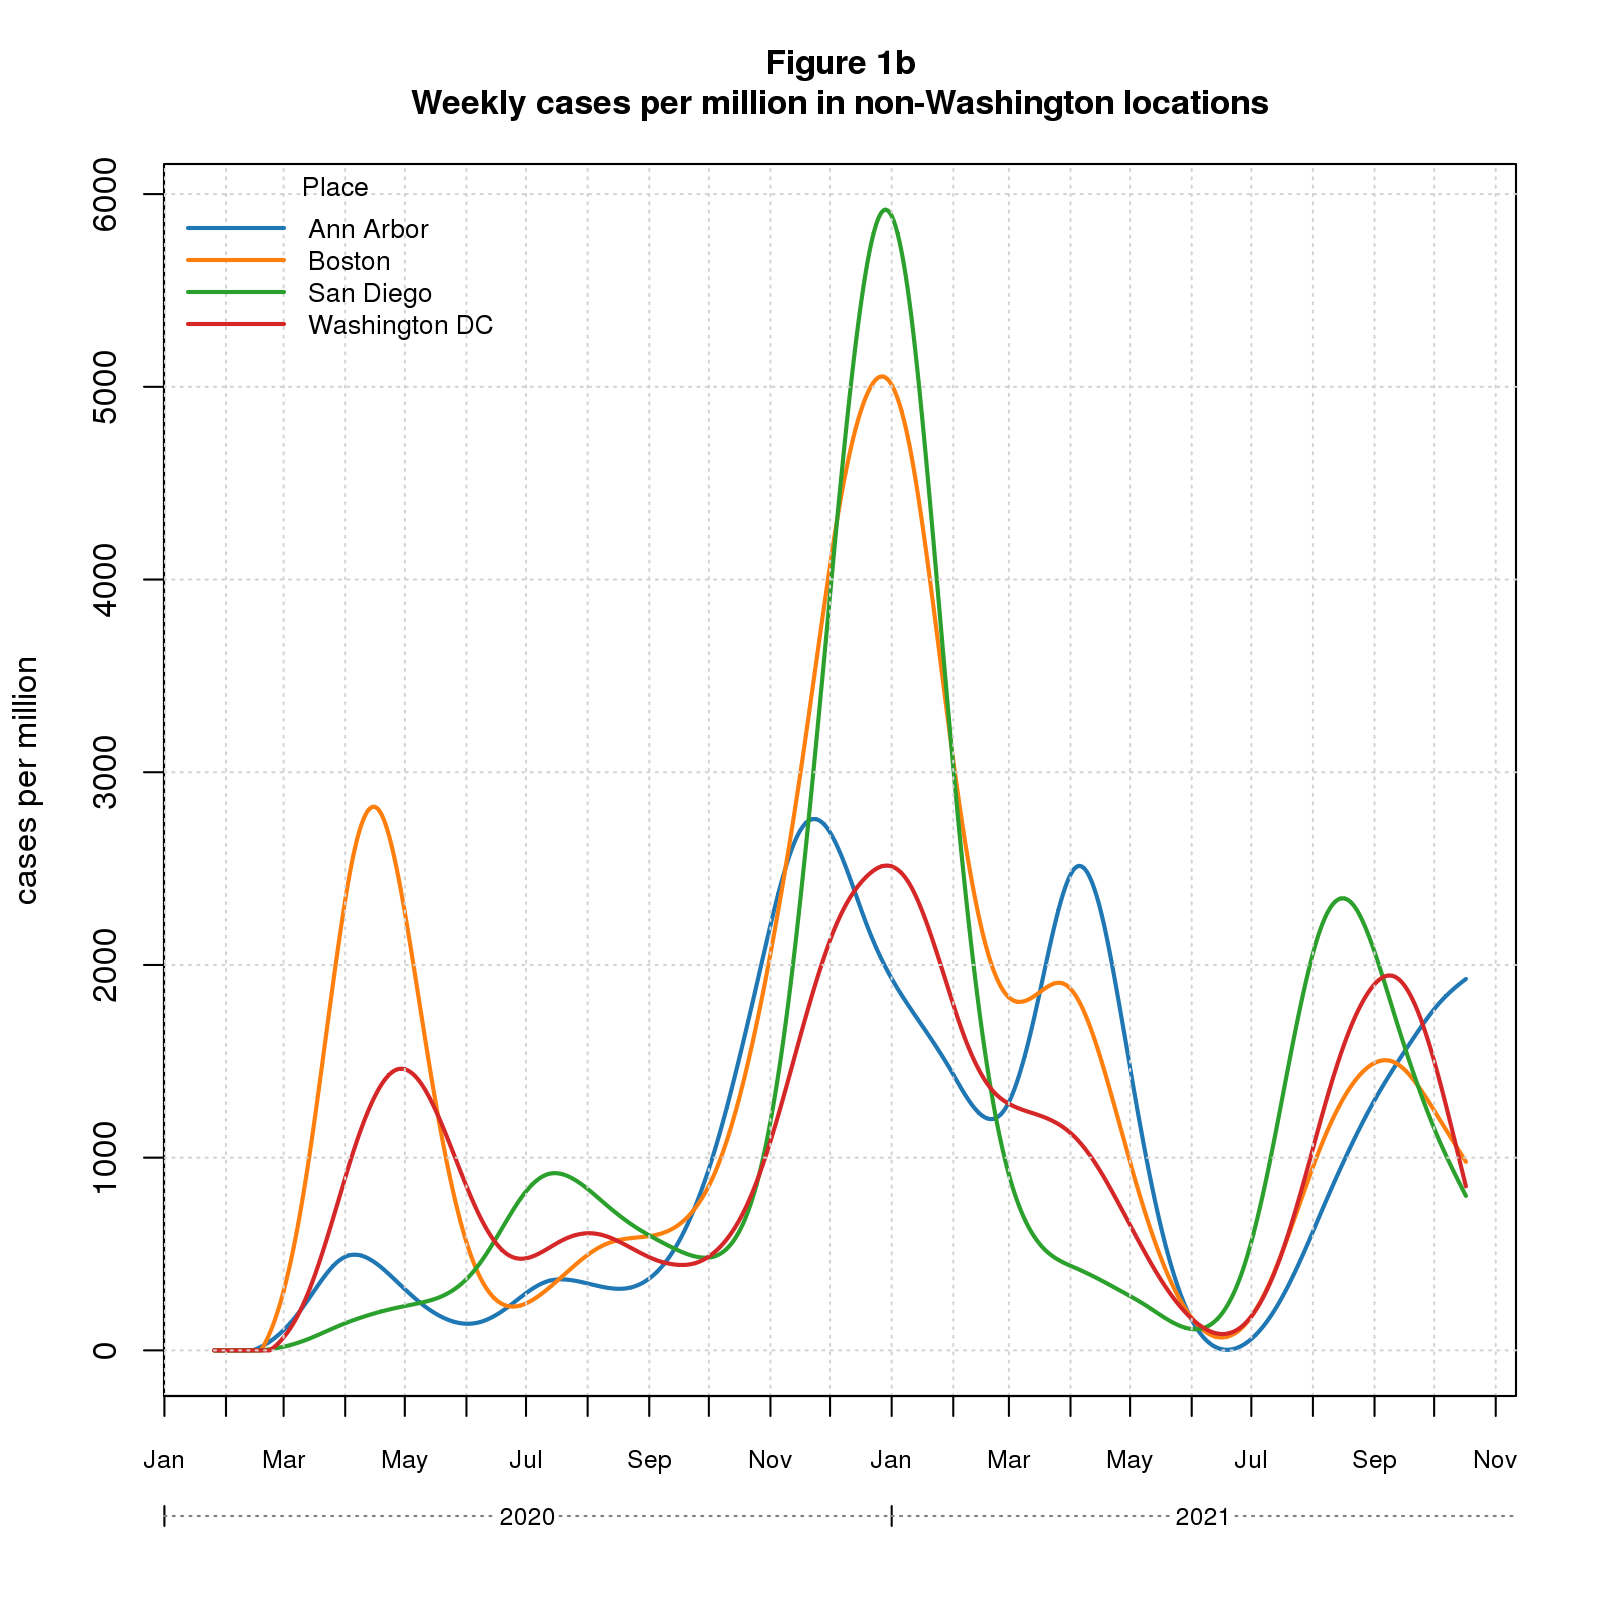 Figure 1b
Weekly cases per million in non-Washington locations
Place
Ann Arbor
Boston
San Diego
Washington DC
cases per million
6000
5000
4000
3000
2000
1000
0
Jan Mar May Jul Sep Nov Jan Mar May Jul Sep Nov
2020 2021